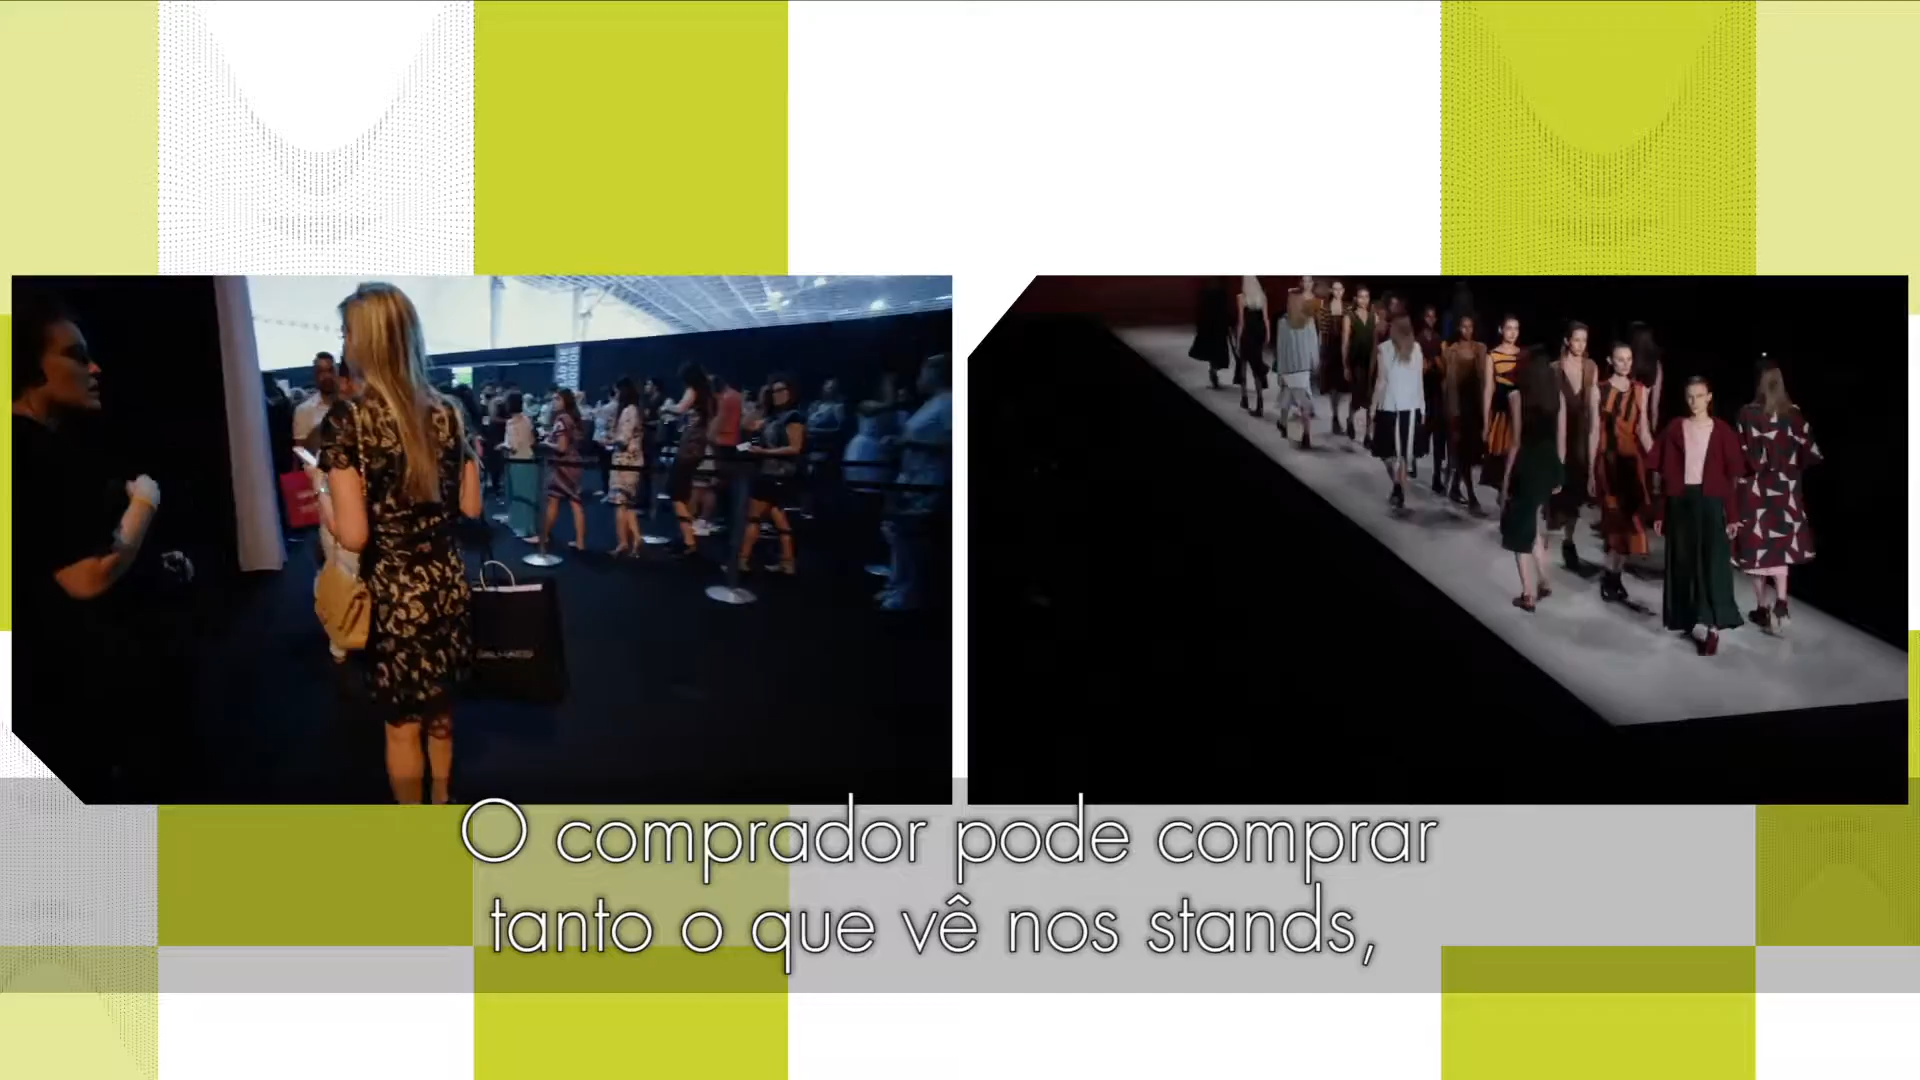 O comprador pode comprar
tanto o que vê nos stands,